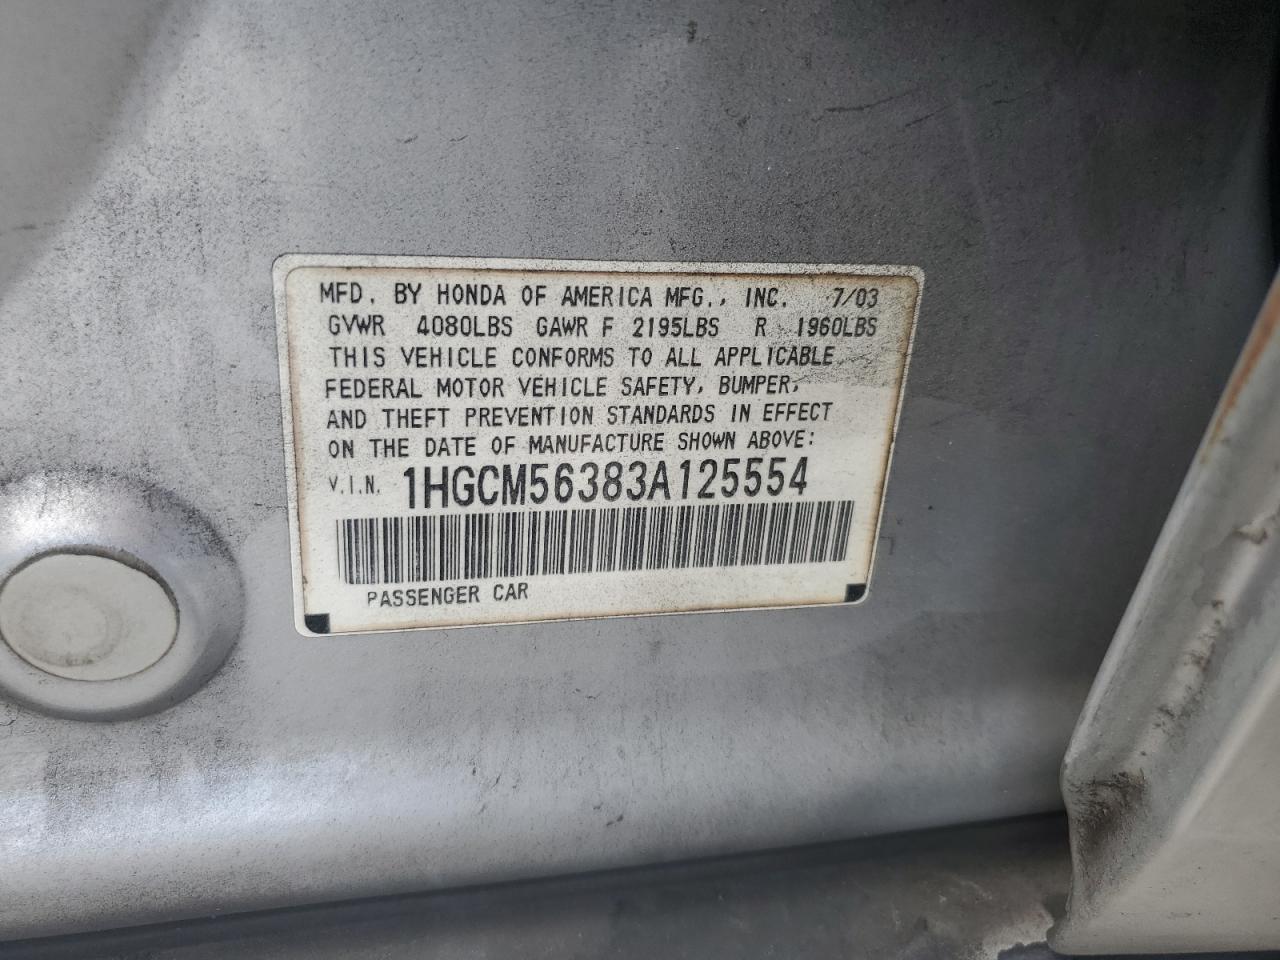 MFD. BY HONDA OF AMERICA MFG., INC. 7/03
GVWR 4080LBS GAWR F 2195LBS R 1960LBS
THIS VEHICLE CONFORMS TO ALL APPLICABLE
FEDERAL MOTOR VEHICLE SAFETY, BUMPER,
AND THEFT PREVENTION STANDARDS IN EFFECT
ON THE DATE OF MANUFACTURE SHOWN ABOVE:
V.I.N. 1HGCM56383A125554
PASSENGER CAR